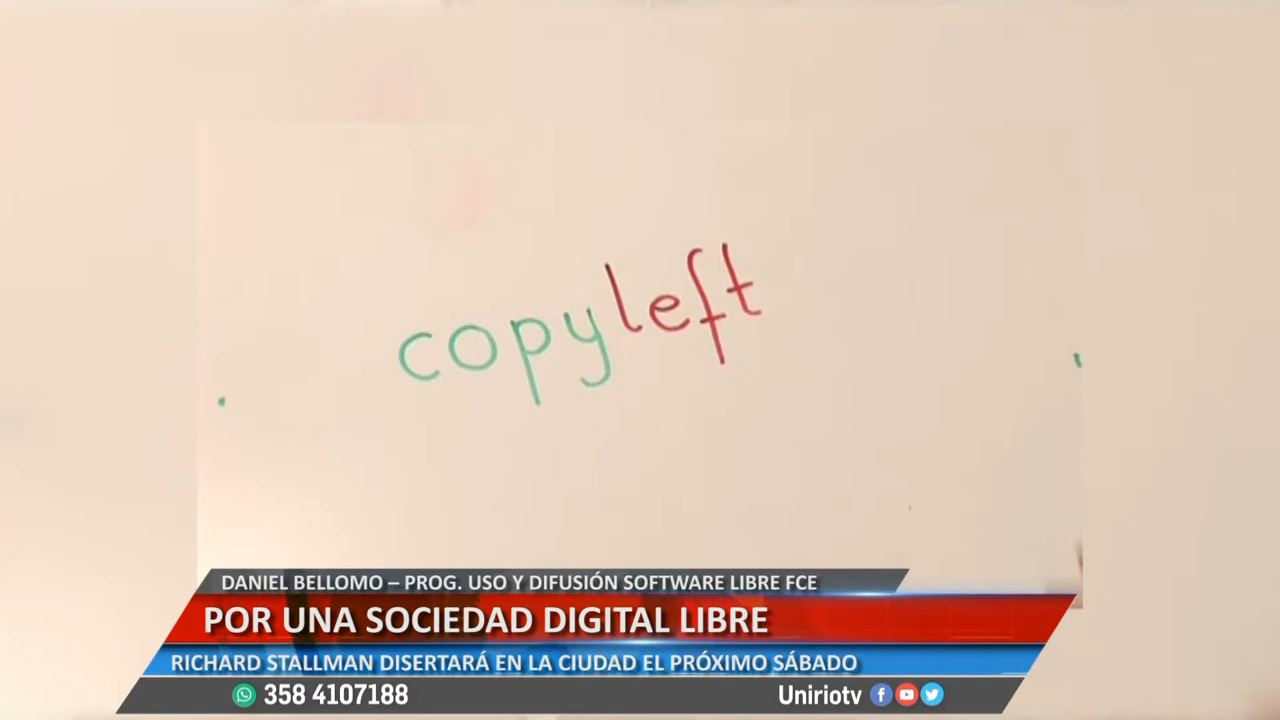 copyleft
DANIEL BELLOMO – PROG. USO Y DIFUSIÓN SOFTWARE LIBRE FCE
POR UNA SOCIEDAD DIGITAL LIBRE
RICHARD STALLMAN DISERTARÁ EN LA CIUDAD EL PRÓXIMO SÁBADO
358 4107188 Uniriotv